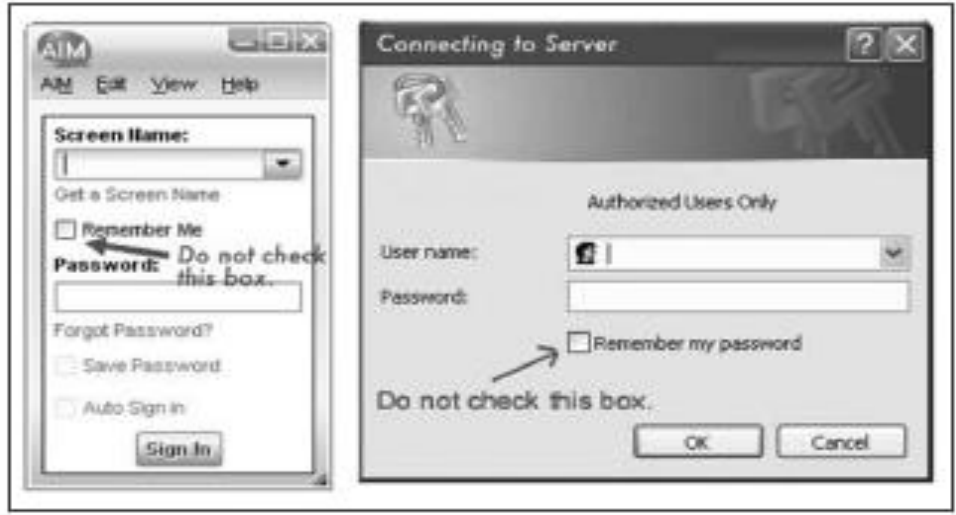 AIM
AIM Edit View Help
Screen Name:
Get a Screen Name
Remember Me
Do not check
this box.
Password:
Forgot Password?
Save Password
Auto Sign in
Sign In
Connecting to Server
Authorized Users Only
User name:
Password:
Remember my password
Do not check this box.
OK Cancel